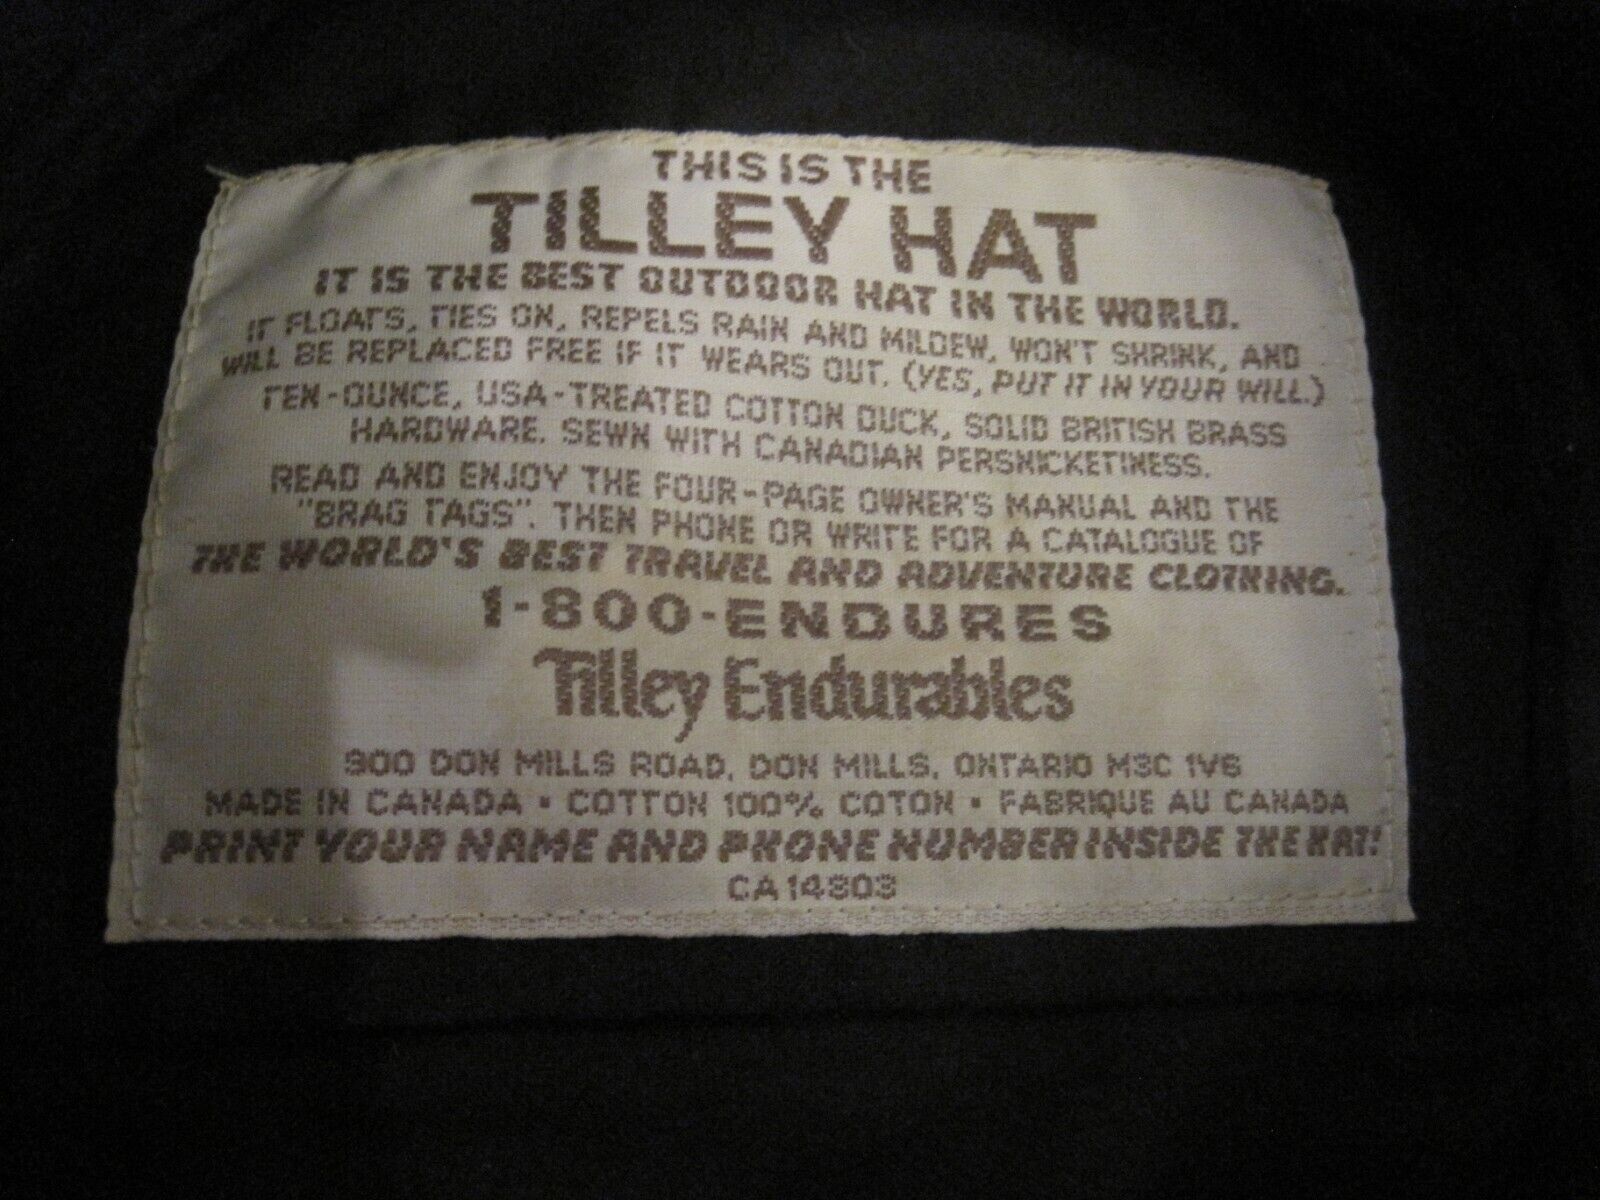 THIS IS THE
TILLEY HAT
IT IS THE BEST OUTDOOR HAT IN THE WORLD.
IT FLOATS, TIES ON, REPELS RAIN AND MILDEW, WON'T SHRINK, AND
WILL BE REPLACED FREE IF IT WEARS OUT. (YES, PUT IT IN YOUR WILL.)
TEN-OUNCE, USA-TREATED COTTON DUCK, SOLID BRITISH BRASS
HARDWARE. SEWN WITH CANADIAN PERSNICKETINESS.
READ AND ENJOY THE FOUR-PAGE OWNER'S MANUAL AND THE
"BRAG TAGS". THEN PHONE OR WRITE FOR A CATALOGUE OF
THE WORLD'S BEST TRAVEL AND ADVENTURE CLOTHING.
1-800-ENDURES
Tilley Endurables
900 DON MILLS ROAD, DON MILLS, ONTARIO M3C 1V6
MADE IN CANADA • COTTON 100% COTON • FABRIQUE AU CANADA
PRINT YOUR NAME AND PHONE NUMBER INSIDE THE HAT!
CA14803